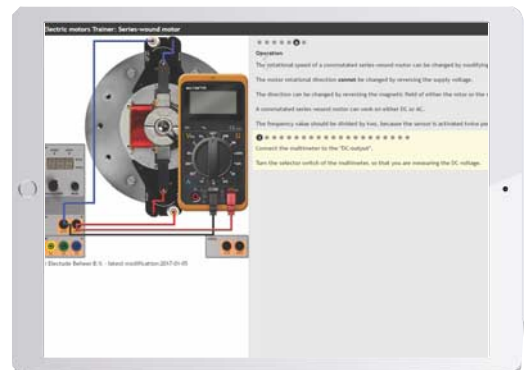 Electric motors Trainer: Series-wound motor
Operation
The rotational speed of a commutated series-wound motor can be changed by modifying
The motor rotational direction cannot be changed by reversing the supply voltage.
The direction can be changed by reversing the magnetic field of either the rotor or the
A commutated series-wound motor can work on either DC or AC.
The frequency value should be divided by two, because the sensor is activated twice per
Connect the multimeter to the "DC output".
Turn the selector switch of the multimeter, so that you are measuring the DC voltage.
Electude Beheer B.V. - latest modification 2017-01-05